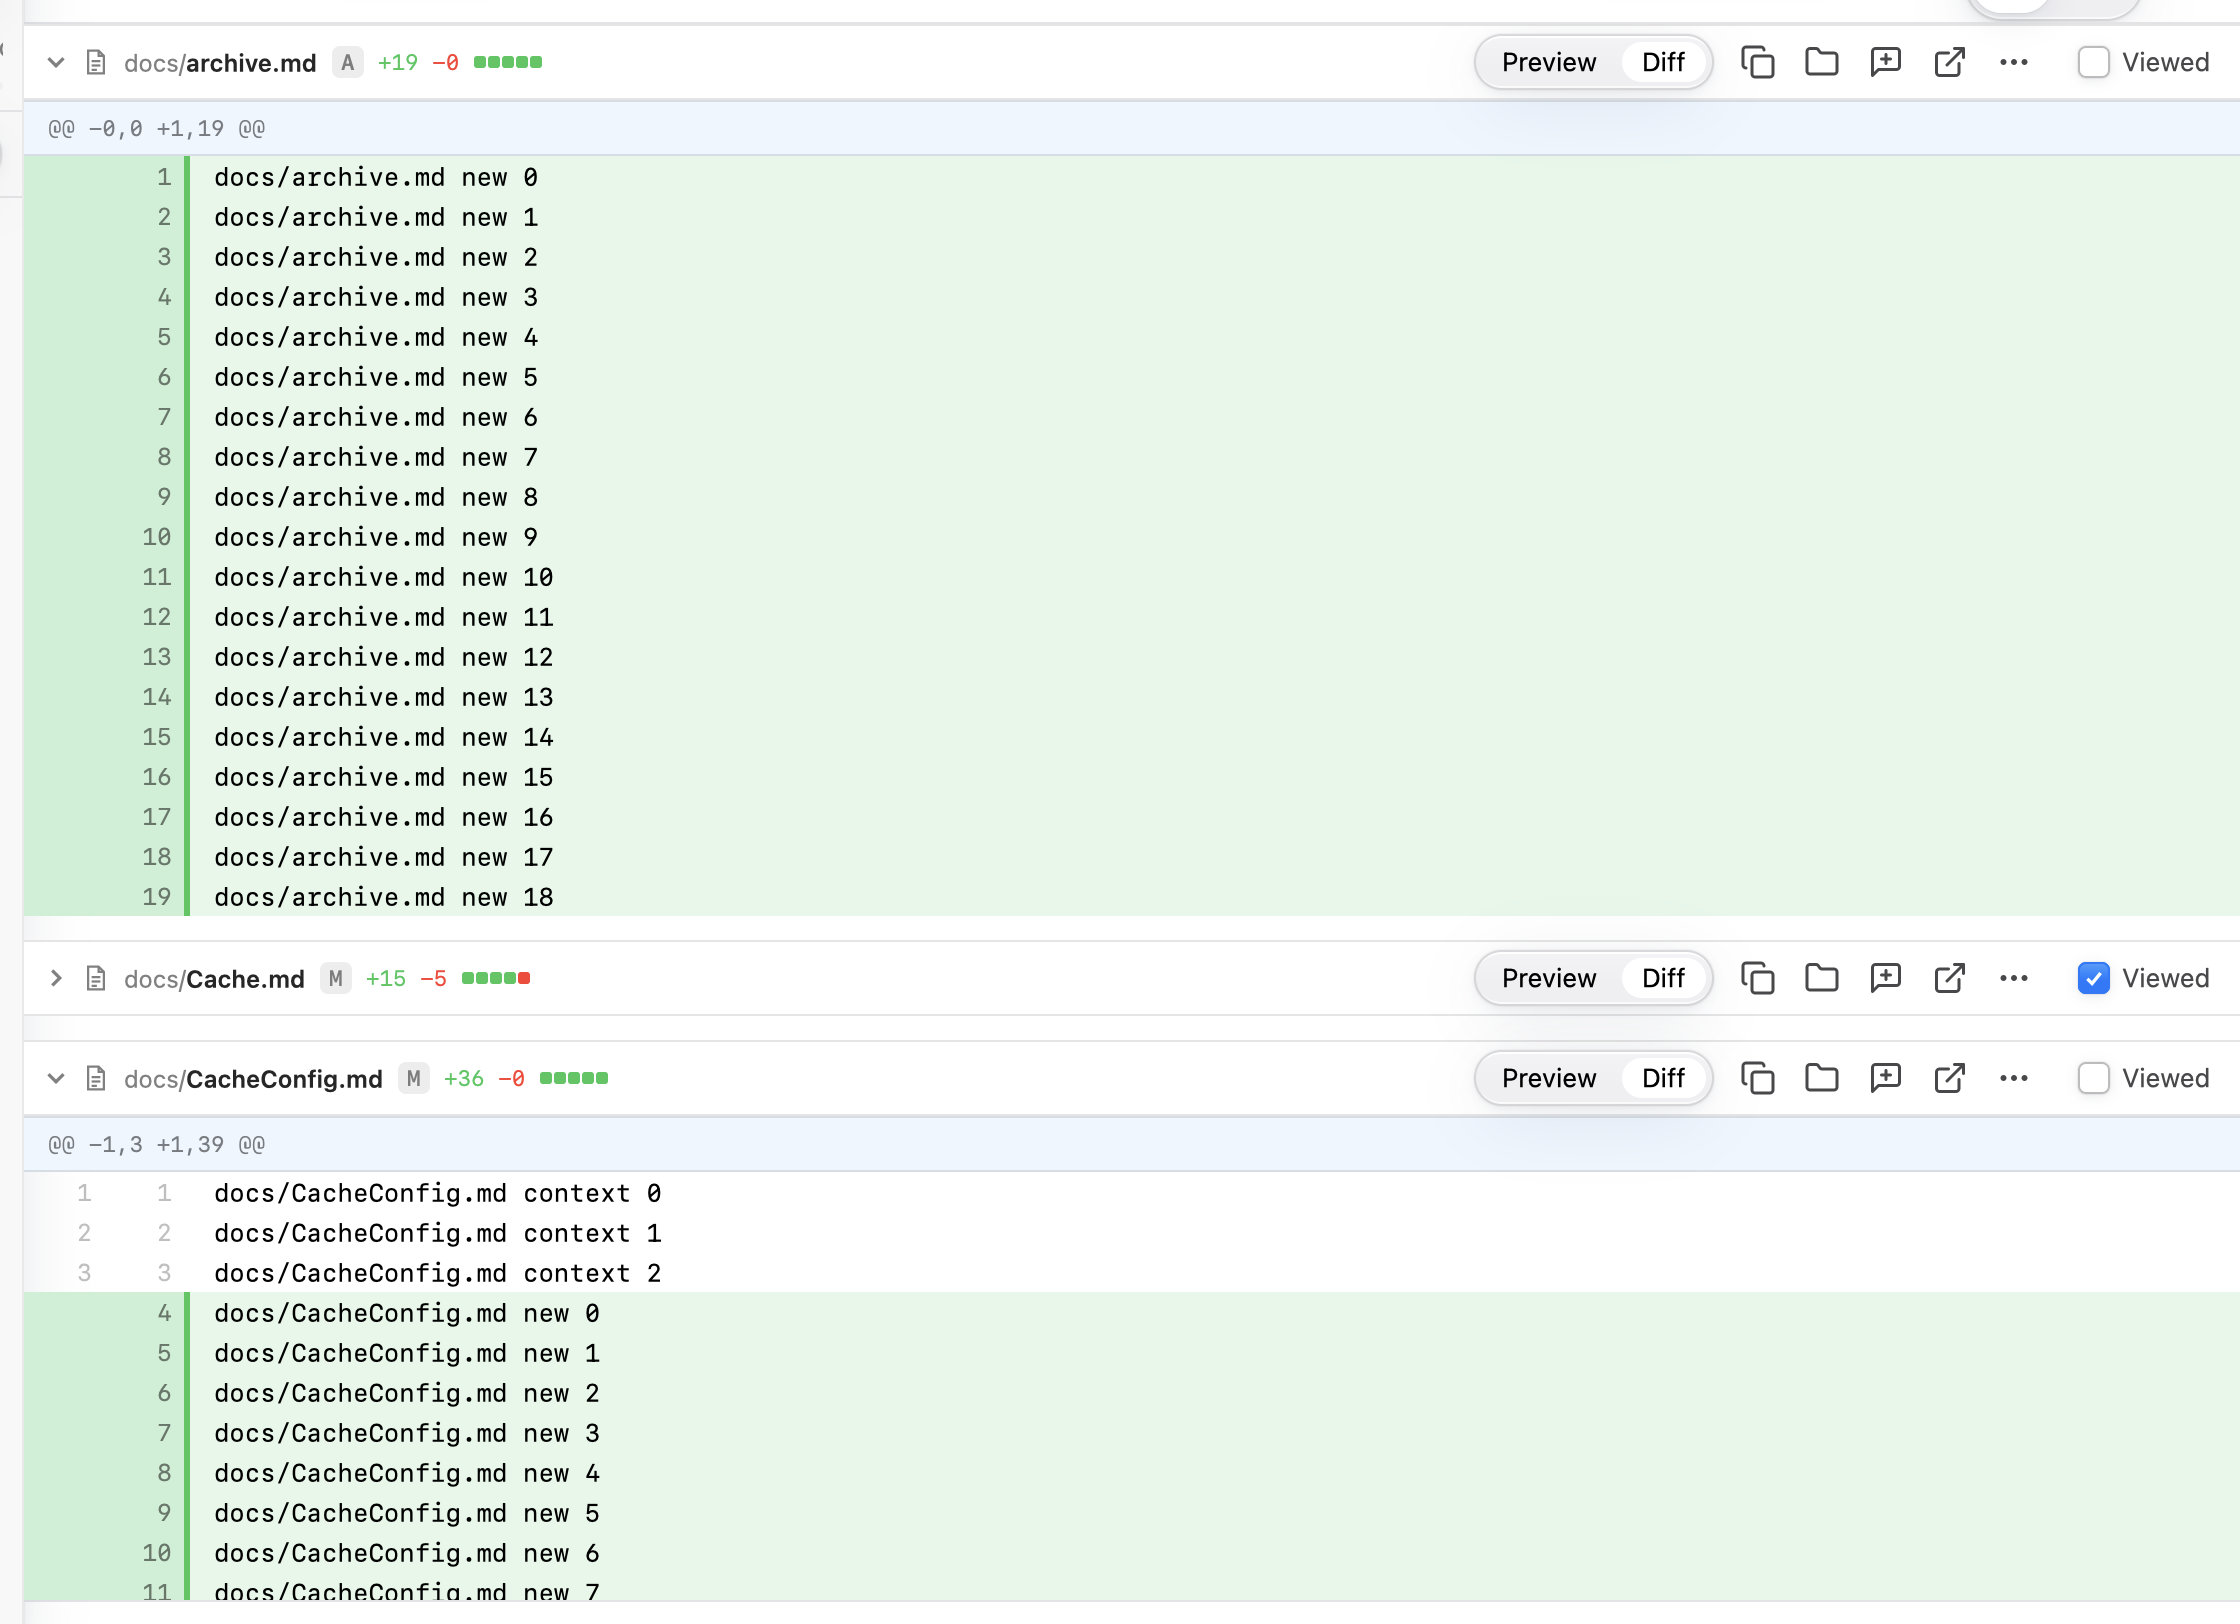 docs/archive.md A +19 −0 Preview Diff Viewed
@@ −0,0 +1,19 @@
1 docs/archive.md new 0
2 docs/archive.md new 1
3 docs/archive.md new 2
4 docs/archive.md new 3
5 docs/archive.md new 4
6 docs/archive.md new 5
7 docs/archive.md new 6
8 docs/archive.md new 7
9 docs/archive.md new 8
10 docs/archive.md new 9
11 docs/archive.md new 10
12 docs/archive.md new 11
13 docs/archive.md new 12
14 docs/archive.md new 13
15 docs/archive.md new 14
16 docs/archive.md new 15
17 docs/archive.md new 16
18 docs/archive.md new 17
19 docs/archive.md new 18
docs/Cache.md M +15 −5 Preview Diff Viewed
docs/CacheConfig.md M +36 −0 Preview Diff Viewed
@@ −1,3 +1,39 @@
1 1 docs/CacheConfig.md context 0
2 2 docs/CacheConfig.md context 1
3 3 docs/CacheConfig.md context 2
4 docs/CacheConfig.md new 0
5 docs/CacheConfig.md new 1
6 docs/CacheConfig.md new 2
7 docs/CacheConfig.md new 3
8 docs/CacheConfig.md new 4
9 docs/CacheConfig.md new 5
10 docs/CacheConfig.md new 6
11 docs/CacheConfig.md new 7